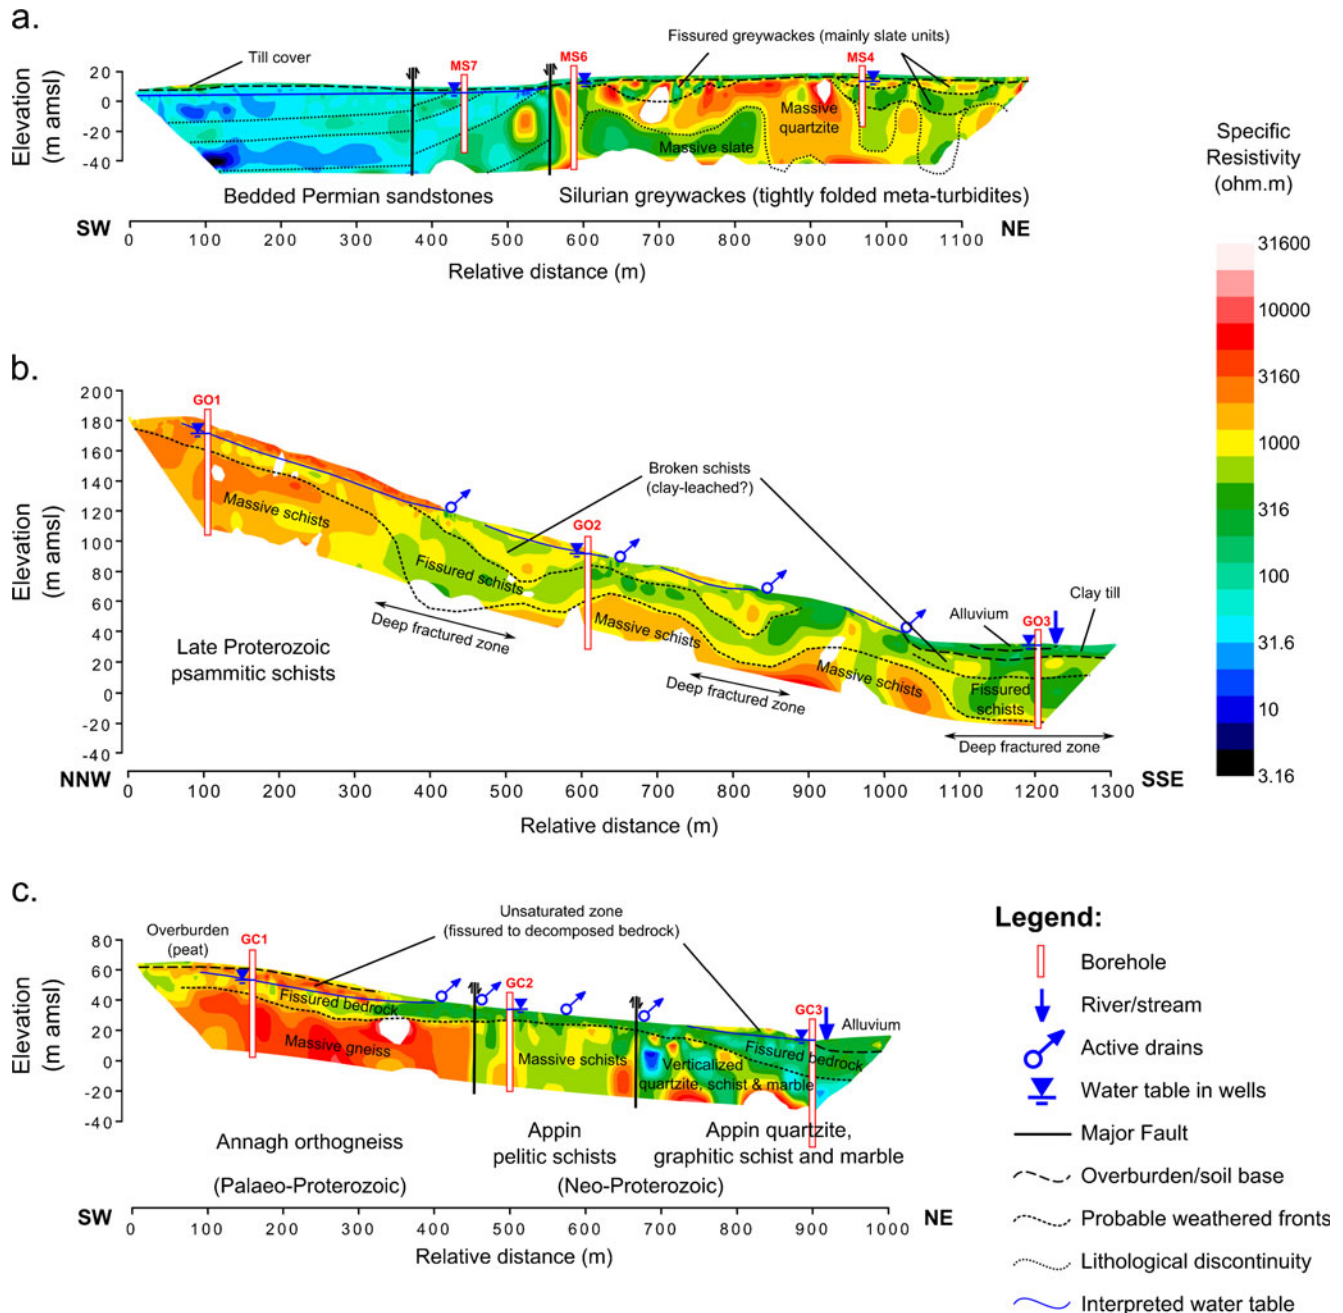 a.
Fissured greywackes (mainly slate units)
Till cover
MS7
MS6
MS4
Elevation
(m amsl)
20
0
-20
-40
Massive
quartzite
Massive slate
Bedded Permian sandstones
Silurian greywackes (tightly folded meta-turbidites)
SW
NE
0 100 200 300 400 500 600 700 800 900 1000 1100
Relative distance (m)
Specific
Resistivity
(ohm.m)
31600
10000
3160
1000
316
100
31.6
10
3.16
b.
Elevation
(m amsl)
200
180
160
140
120
100
80
60
40
20
0
-20
-40
GO1
GO2
GO3
Broken schists
(clay-leached?)
Massive schists
Fissured schists
Deep fractured zone
Massive schists
Deep fractured zone
Massive schists
Alluvium
Clay till
Fissured
schists
Deep fractured zone
Late Proterozoic
psammitic schists
NNW
SSE
0 100 200 300 400 500 600 700 800 900 1000 1100 1200 1300
Relative distance (m)
c.
Elevation
(m amsl)
80
60
40
20
0
-20
-40
Overburden
(peat)
GC1
Unsaturated zone
(fissured to decomposed bedrock)
GC2
GC3
Alluvium
Fissured bedrock
Massive gneiss
Massive schists
Verticalized
quartzite, schist & marble
Fissured bedrock
Annagh orthogneiss
(Palaeo-Proterozoic)
Appin
pelitic schists
Appin quartzite,
graphitic schist and marble
(Neo-Proterozoic)
SW
NE
0 100 200 300 400 500 600 700 800 900 1000
Relative distance (m)
Legend:
Borehole
River/stream
Active drains
Water table in wells
Major Fault
Overburden/soil base
Probable weathered fronts
Lithological discontinuity
Interpreted water table